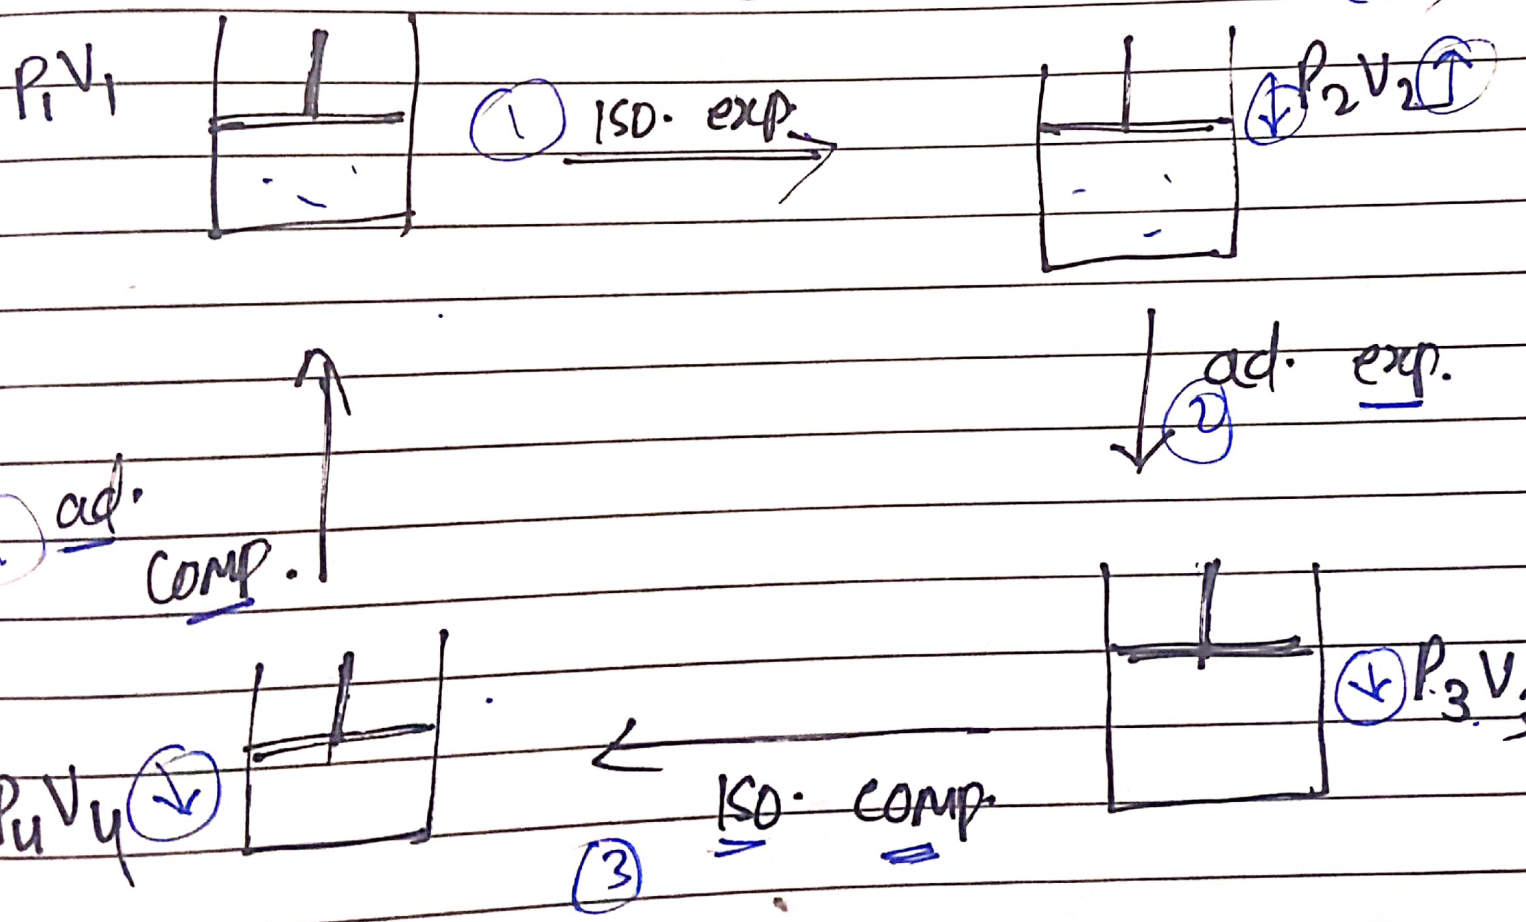 P₁V₁
① ISO. exp.
↓ P₂V₂ ↑
ad. exp.
②
ad.
comp.
↓ P₃V
P₄V₄ ↓
ISO. comp.
③